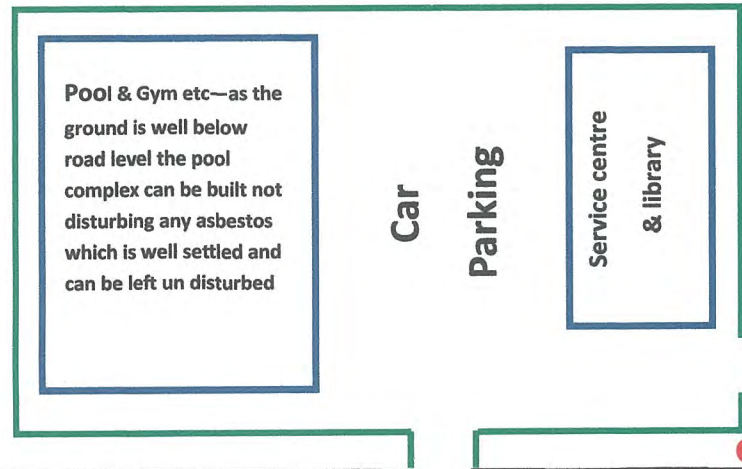 Pool & Gym etc—as the
ground is well below
road level the pool
complex can be built not
disturbing any asbestos
which is well settled and
can be left un disturbed
Car
Parking
Service centre
& library